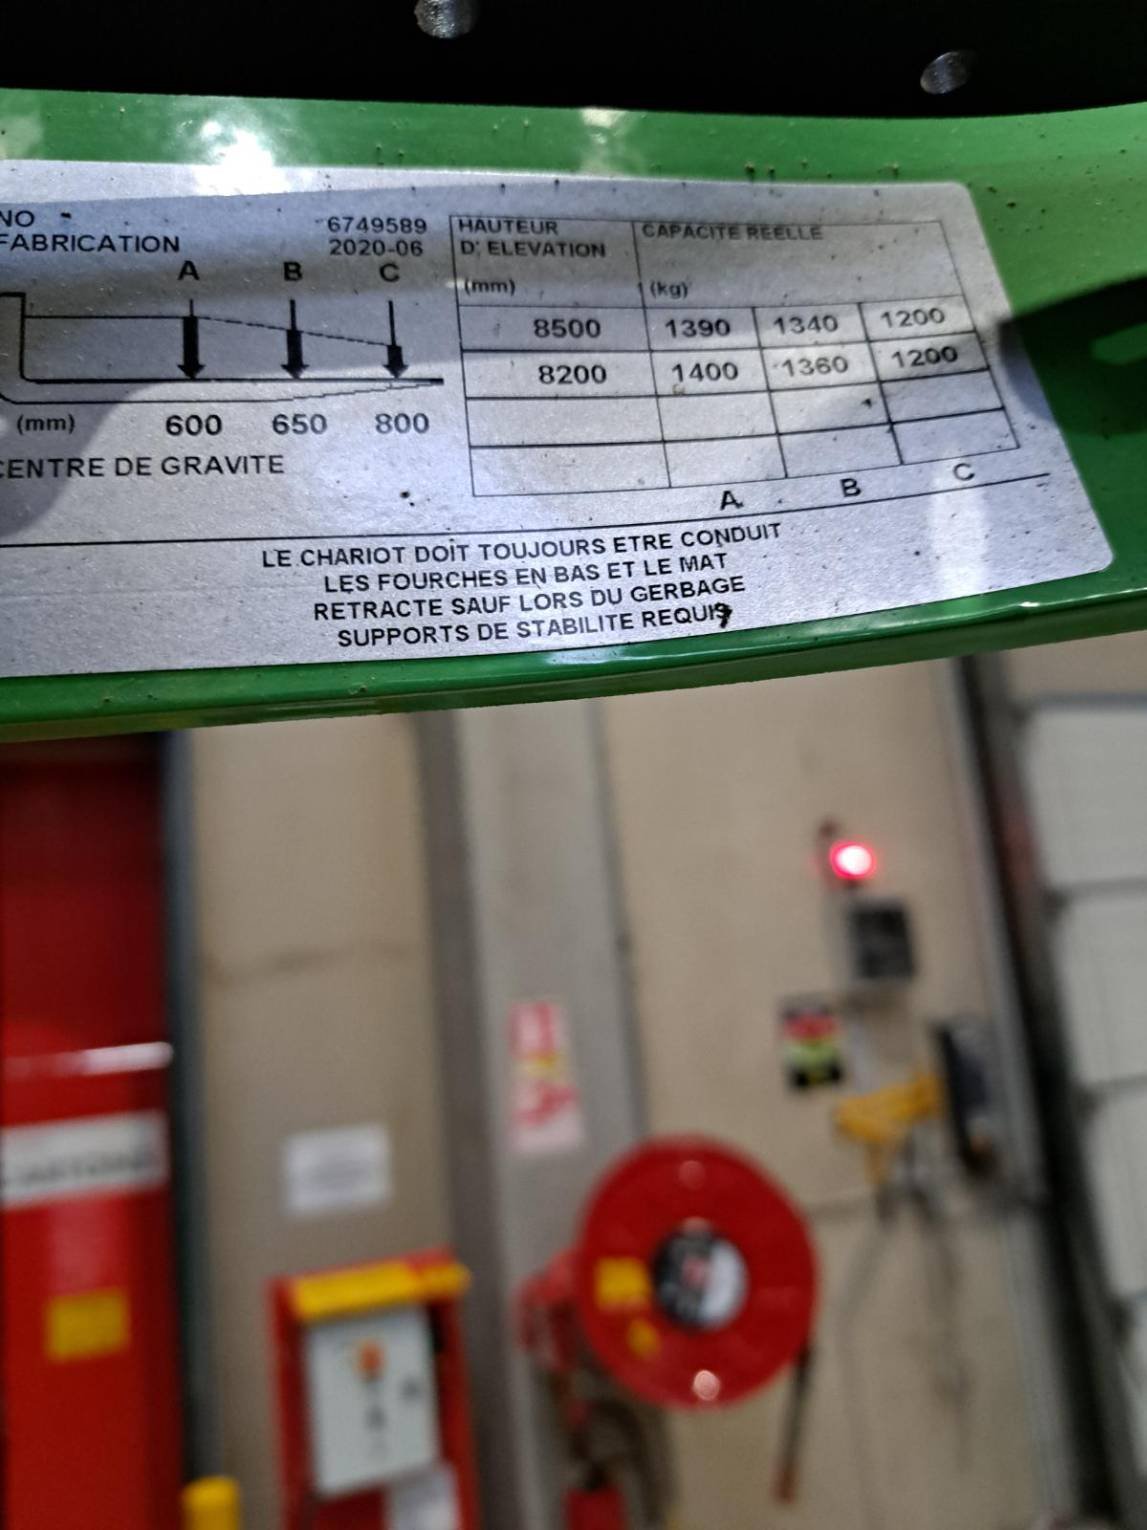 NO 6749589
FABRICATION 2020-06
A B C
(mm) 600 650 800
CENTRE DE GRAVITE
HAUTEUR CAPACITE REELLE
D' ELEVATION
(mm) (kg)
8500 1390 1340 1200
8200 1400 1360 1200
A B C
LE CHARIOT DOIT TOUJOURS ETRE CONDUIT
LES FOURCHES EN BAS ET LE MAT
RETRACTE SAUF LORS DU GERBAGE
SUPPORTS DE STABILITE REQUIS